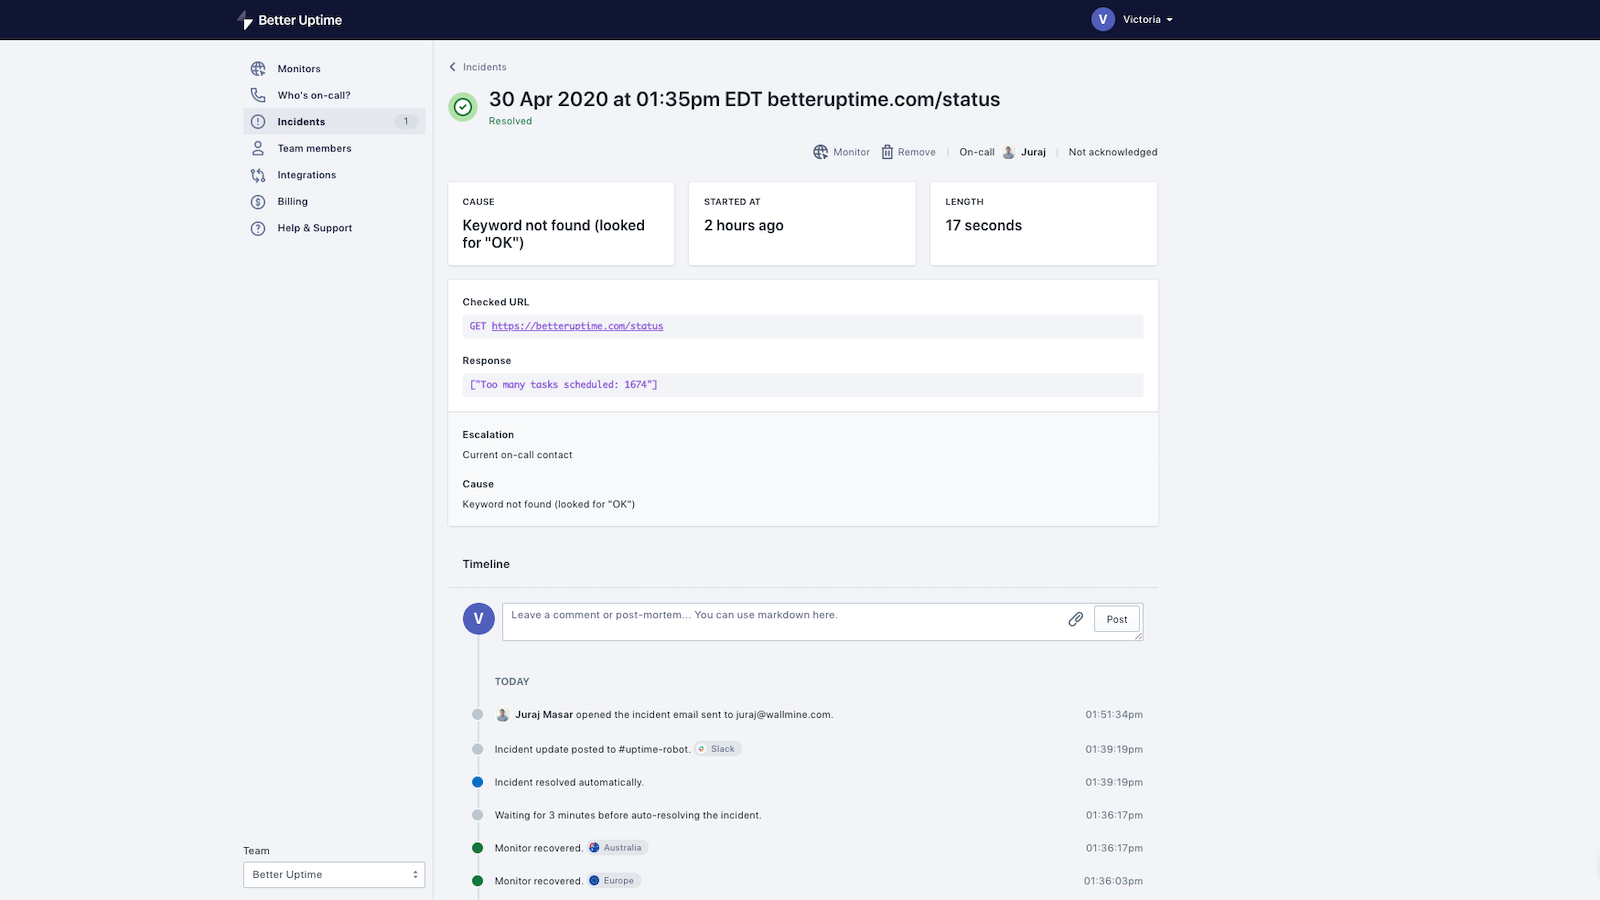 Better Uptime
V Victoria
Monitors
Who's on-call?
Incidents 1
Team members
Integrations
Billing
Help & Support
Team
Better Uptime
Incidents
30 Apr 2020 at 01:35pm EDT betteruptime.com/status
Resolved
Monitor Remove On-call Juraj Not acknowledged
CAUSE
Keyword not found (looked
for "OK")
STARTED AT
2 hours ago
LENGTH
17 seconds
Checked URL
GET https://betteruptime.com/status
Response
["Too many tasks scheduled: 1674"]
Escalation
Current on-call contact
Cause
Keyword not found (looked for "OK")
Timeline
V Leave a comment or post-mortem... You can use markdown here. Post
TODAY
Juraj Masar opened the incident email sent to juraj@wallmine.com. 01:51:34pm
Incident update posted to #uptime-robot. Slack 01:39:19pm
Incident resolved automatically. 01:39:19pm
Waiting for 3 minutes before auto-resolving the incident. 01:36:17pm
Monitor recovered. Australia 01:36:17pm
Monitor recovered. Europe 01:36:03pm